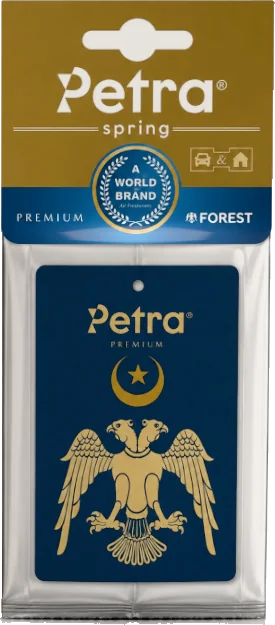 Petra®
spring
A
WORLD
BRAND
Air Fresheners
&
PREMIUM
FOREST
Petra®
PREMIUM